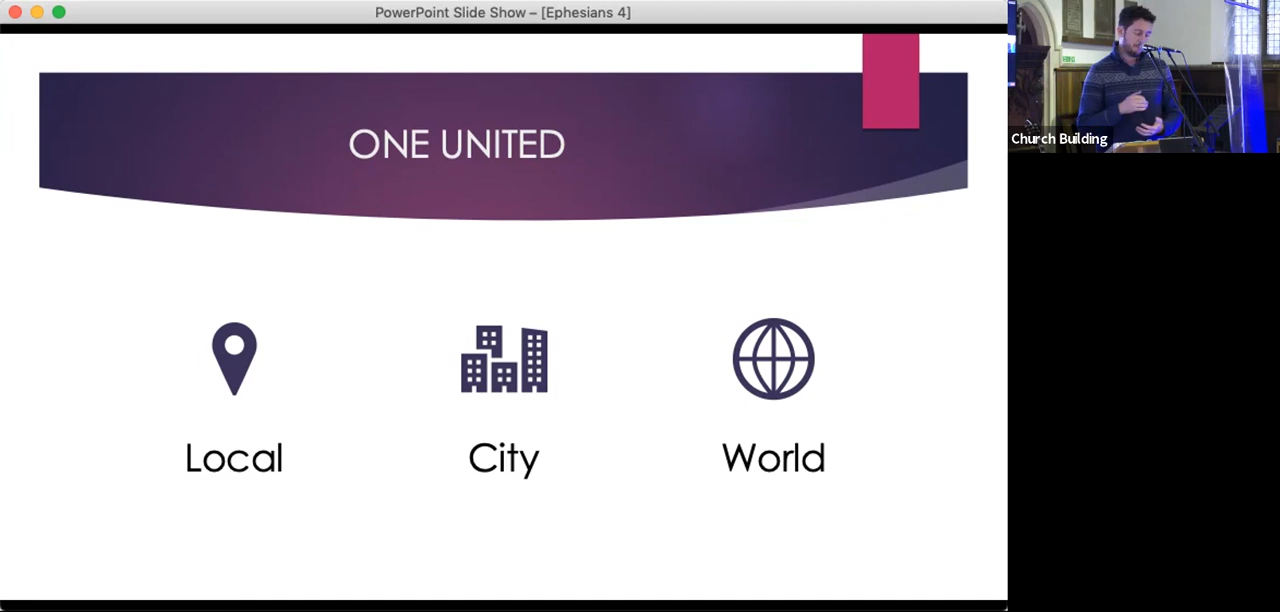 PowerPoint Slide Show – [Ephesians 4]
ONE UNITED
Local
City
World
Church Building